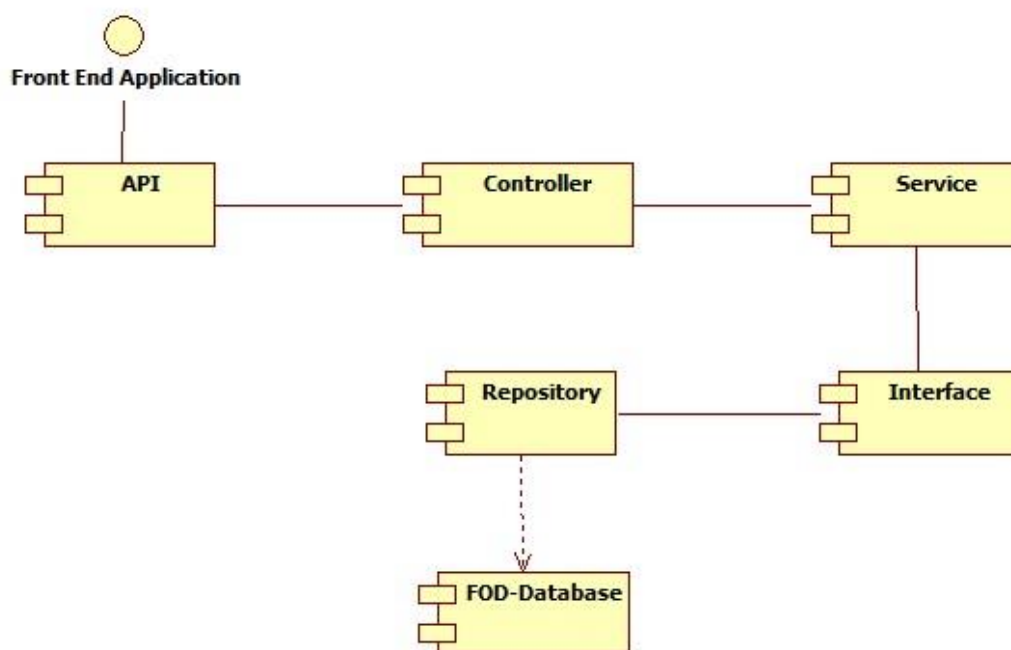 Front End Application
API
Controller
Service
Repository
Interface
FOD-Database